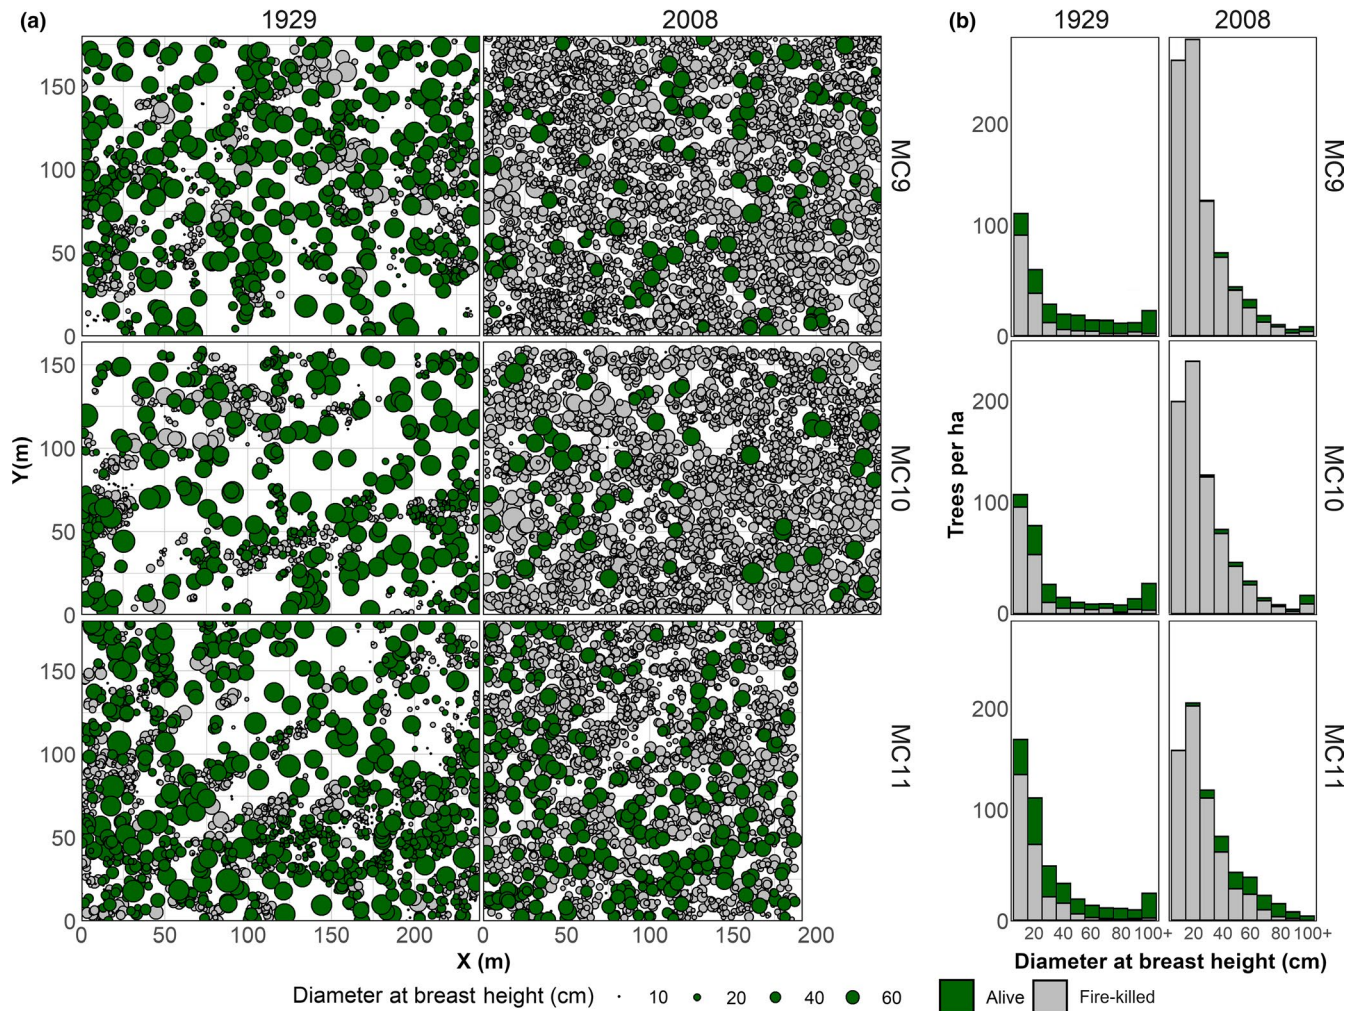 (a) 1929 2008
(b) 1929 2008
150
100
50
0
MC9
200
100
0
MC9
150
100
50
0
Y(m)
MC10
200
100
0
Trees per ha
MC10
150
100
50
0
MC11
200
100
0
MC11
0 50 100 150 200 0 50 100 150 200
20 40 60 80 100+ 20 40 60 80 100+
X (m)
Diameter at breast height (cm)
Diameter at breast height (cm) 10 20 40 60 Alive Fire-killed